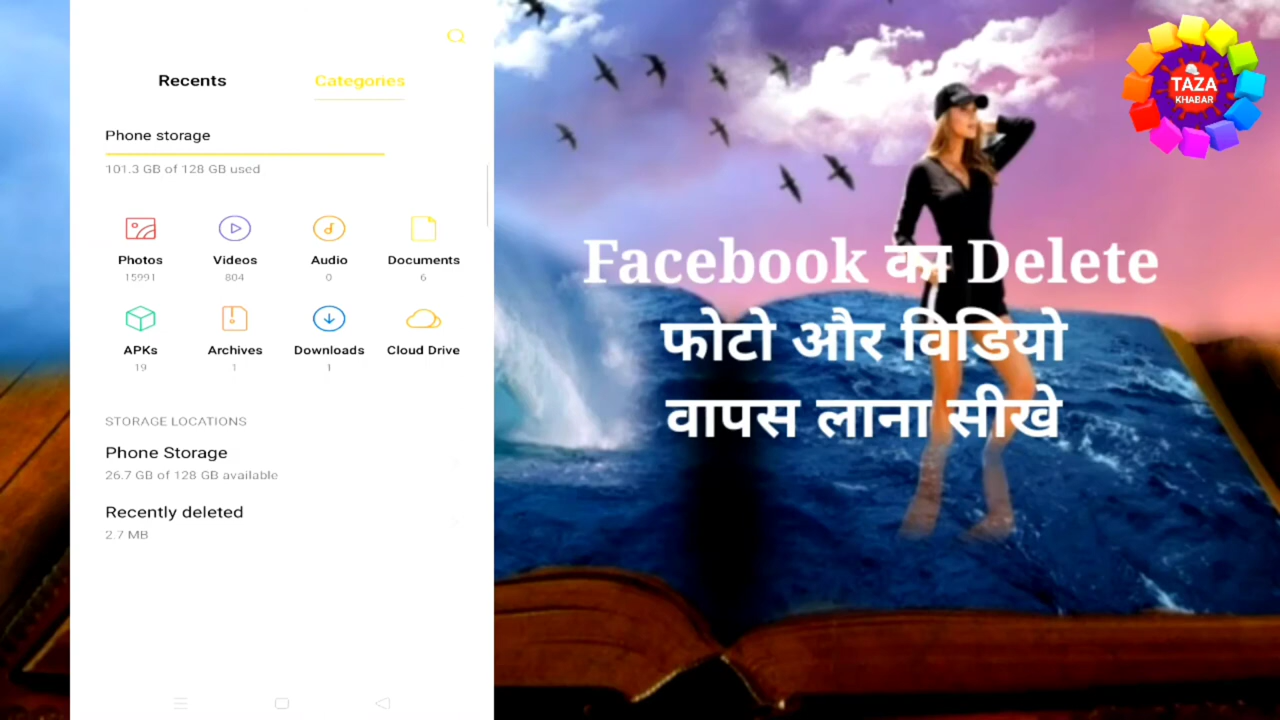 Recents Categories
Phone storage
101.3 GB of 128 GB used
Photos Videos Audio Documents
15991 804 0 6
APKs Archives Downloads Cloud Drive
19 1 1
STORAGE LOCATIONS
Phone Storage
26.7 GB of 128 GB available
Recently deleted
2.7 MB
TAZA
KHABAR
Facebook का Delete
फोटो और विडियो
वापस लाना सीखे